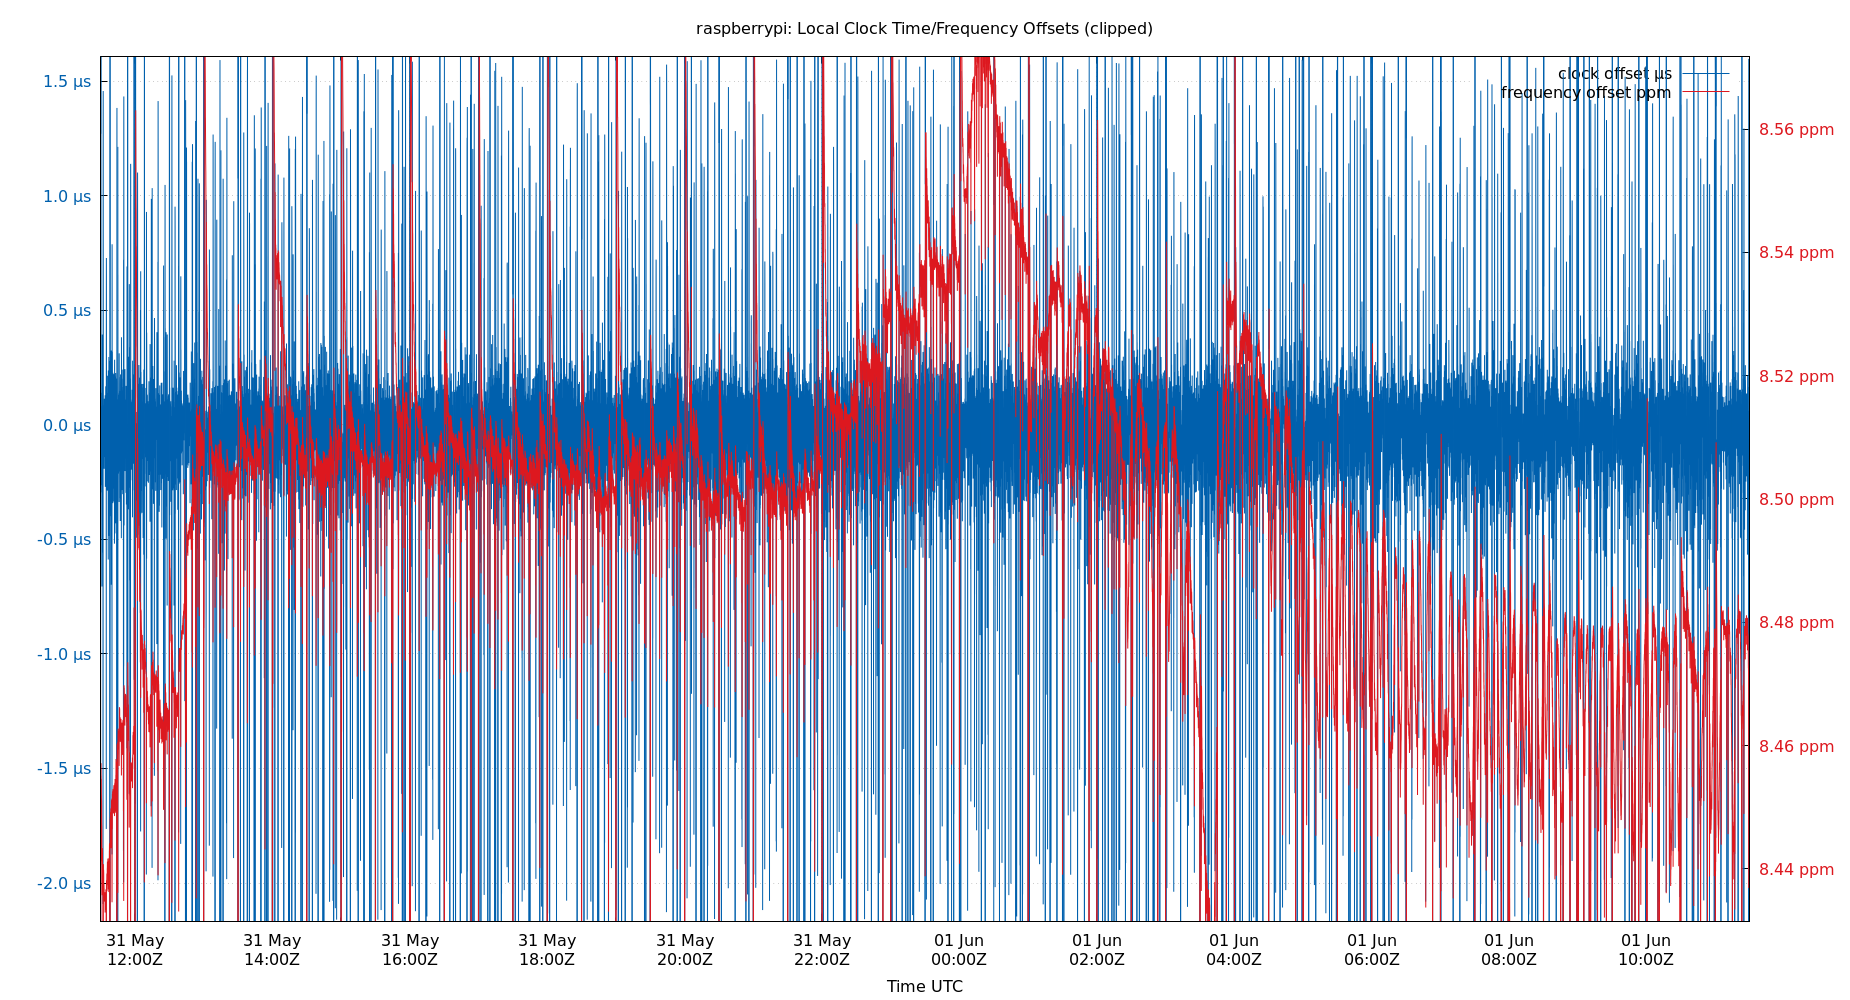 raspberrypi: Local Clock Time/Frequency Offsets (clipped)
clock offset µs
frequency offset ppm
1.5 µs
1.0 µs
0.5 µs
0.0 µs
-0.5 µs
-1.0 µs
-1.5 µs
-2.0 µs
8.56 ppm
8.54 ppm
8.52 ppm
8.50 ppm
8.48 ppm
8.46 ppm
8.44 ppm
31 May 31 May 31 May 31 May 31 May 31 May 01 Jun 01 Jun 01 Jun 01 Jun 01 Jun 01 Jun
12:00Z 14:00Z 16:00Z 18:00Z 20:00Z 22:00Z 00:00Z 02:00Z 04:00Z 06:00Z 08:00Z 10:00Z
Time UTC